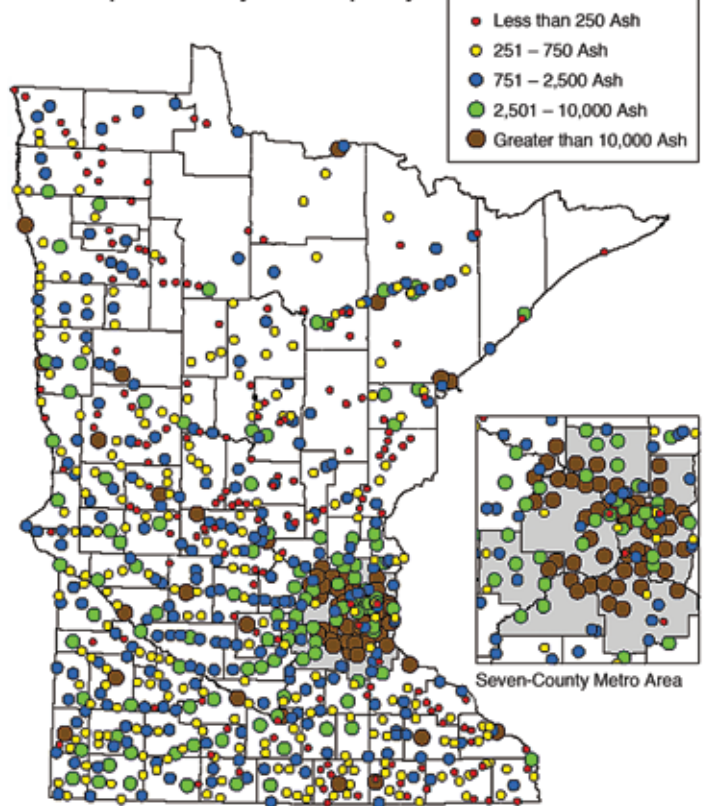 Less than 250 Ash
251 – 750 Ash
751 – 2,500 Ash
2,501 – 10,000 Ash
Greater than 10,000 Ash
Seven-County Metro Area